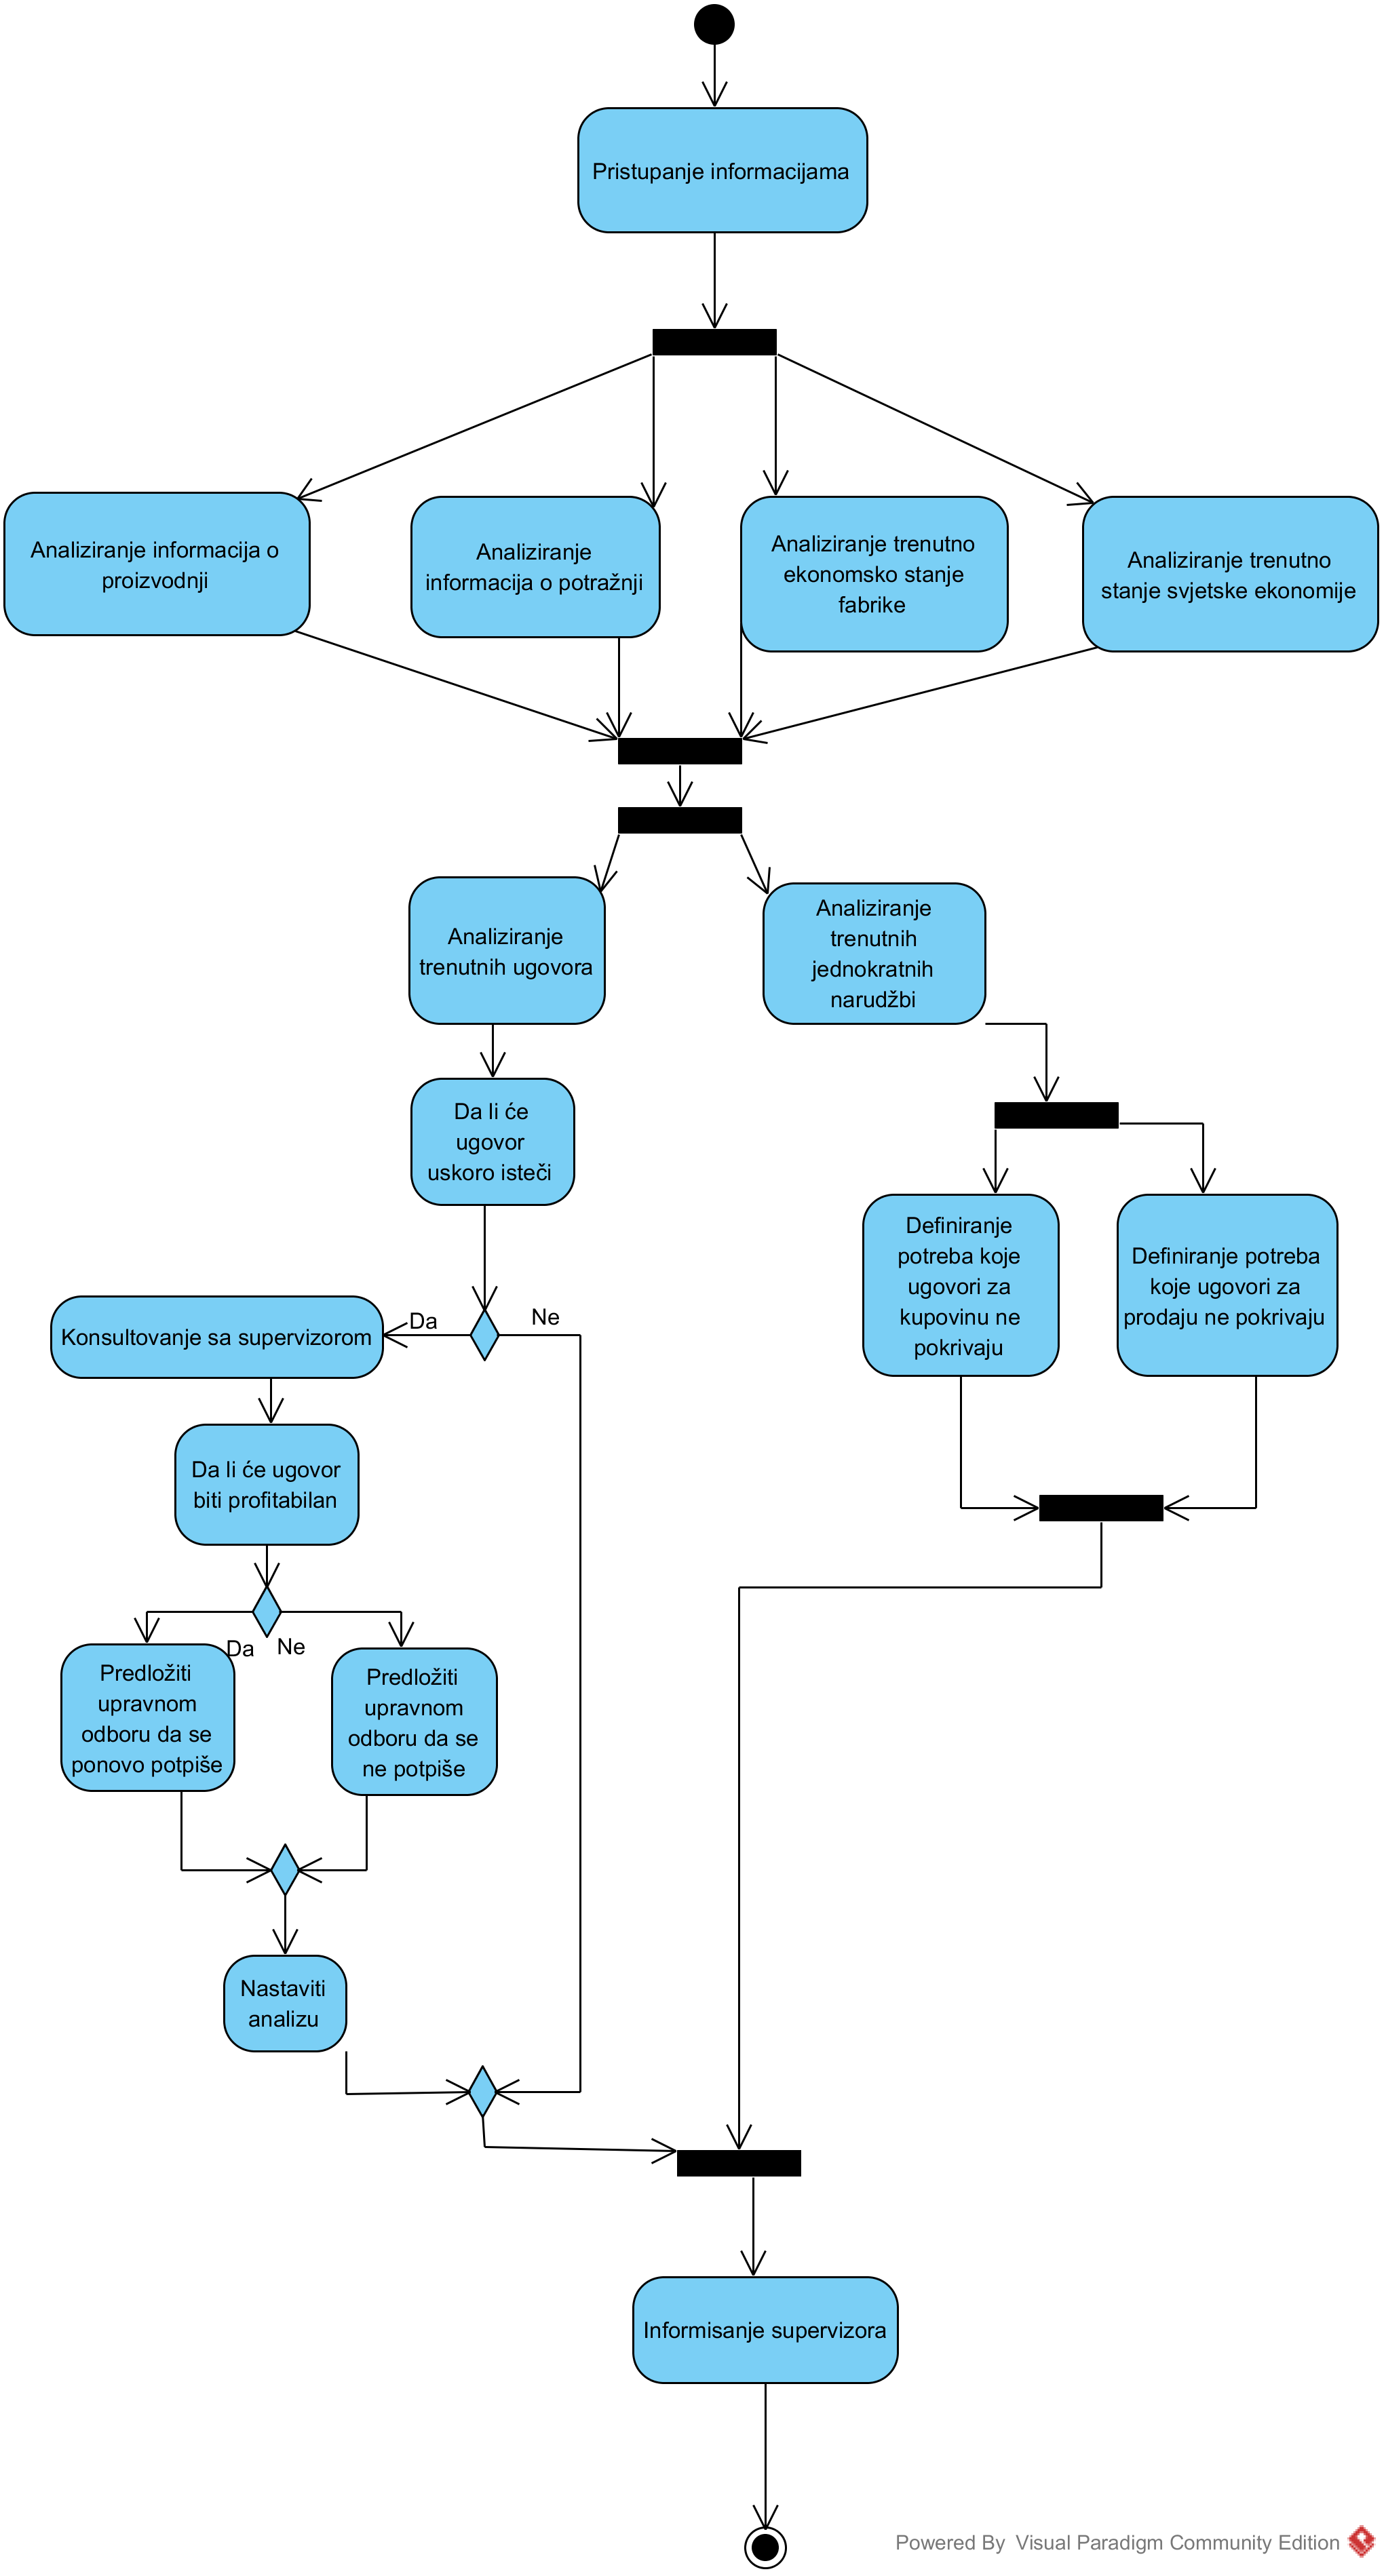 Pristupanje informacijama
Analiziranje informacija o
proizvodnji
Analiziranje
informacija o potražnji
Analiziranje trenutno
ekonomsko stanje
fabrike
Analiziranje trenutno
stanje svjetske ekonomije
Analiziranje
trenutnih ugovora
Analiziranje
trenutnih
jednokratnih
narudžbi
Da li će
ugovor
uskoro isteči
Definiranje
potreba koje
ugovori za
kupovinu ne
pokrivaju
Definiranje potreba
koje ugovori za
prodaju ne pokrivaju
Da
Ne
Konsultovanje sa supervizorom
Da li će ugovor
biti profitabilan
Da
Ne
Predložiti
upravnom
odboru da se
ponovo potpiše
Predložiti
upravnom
odboru da se
ne potpiše
Nastaviti
analizu
Informisanje supervizora
Powered By Visual Paradigm Community Edition